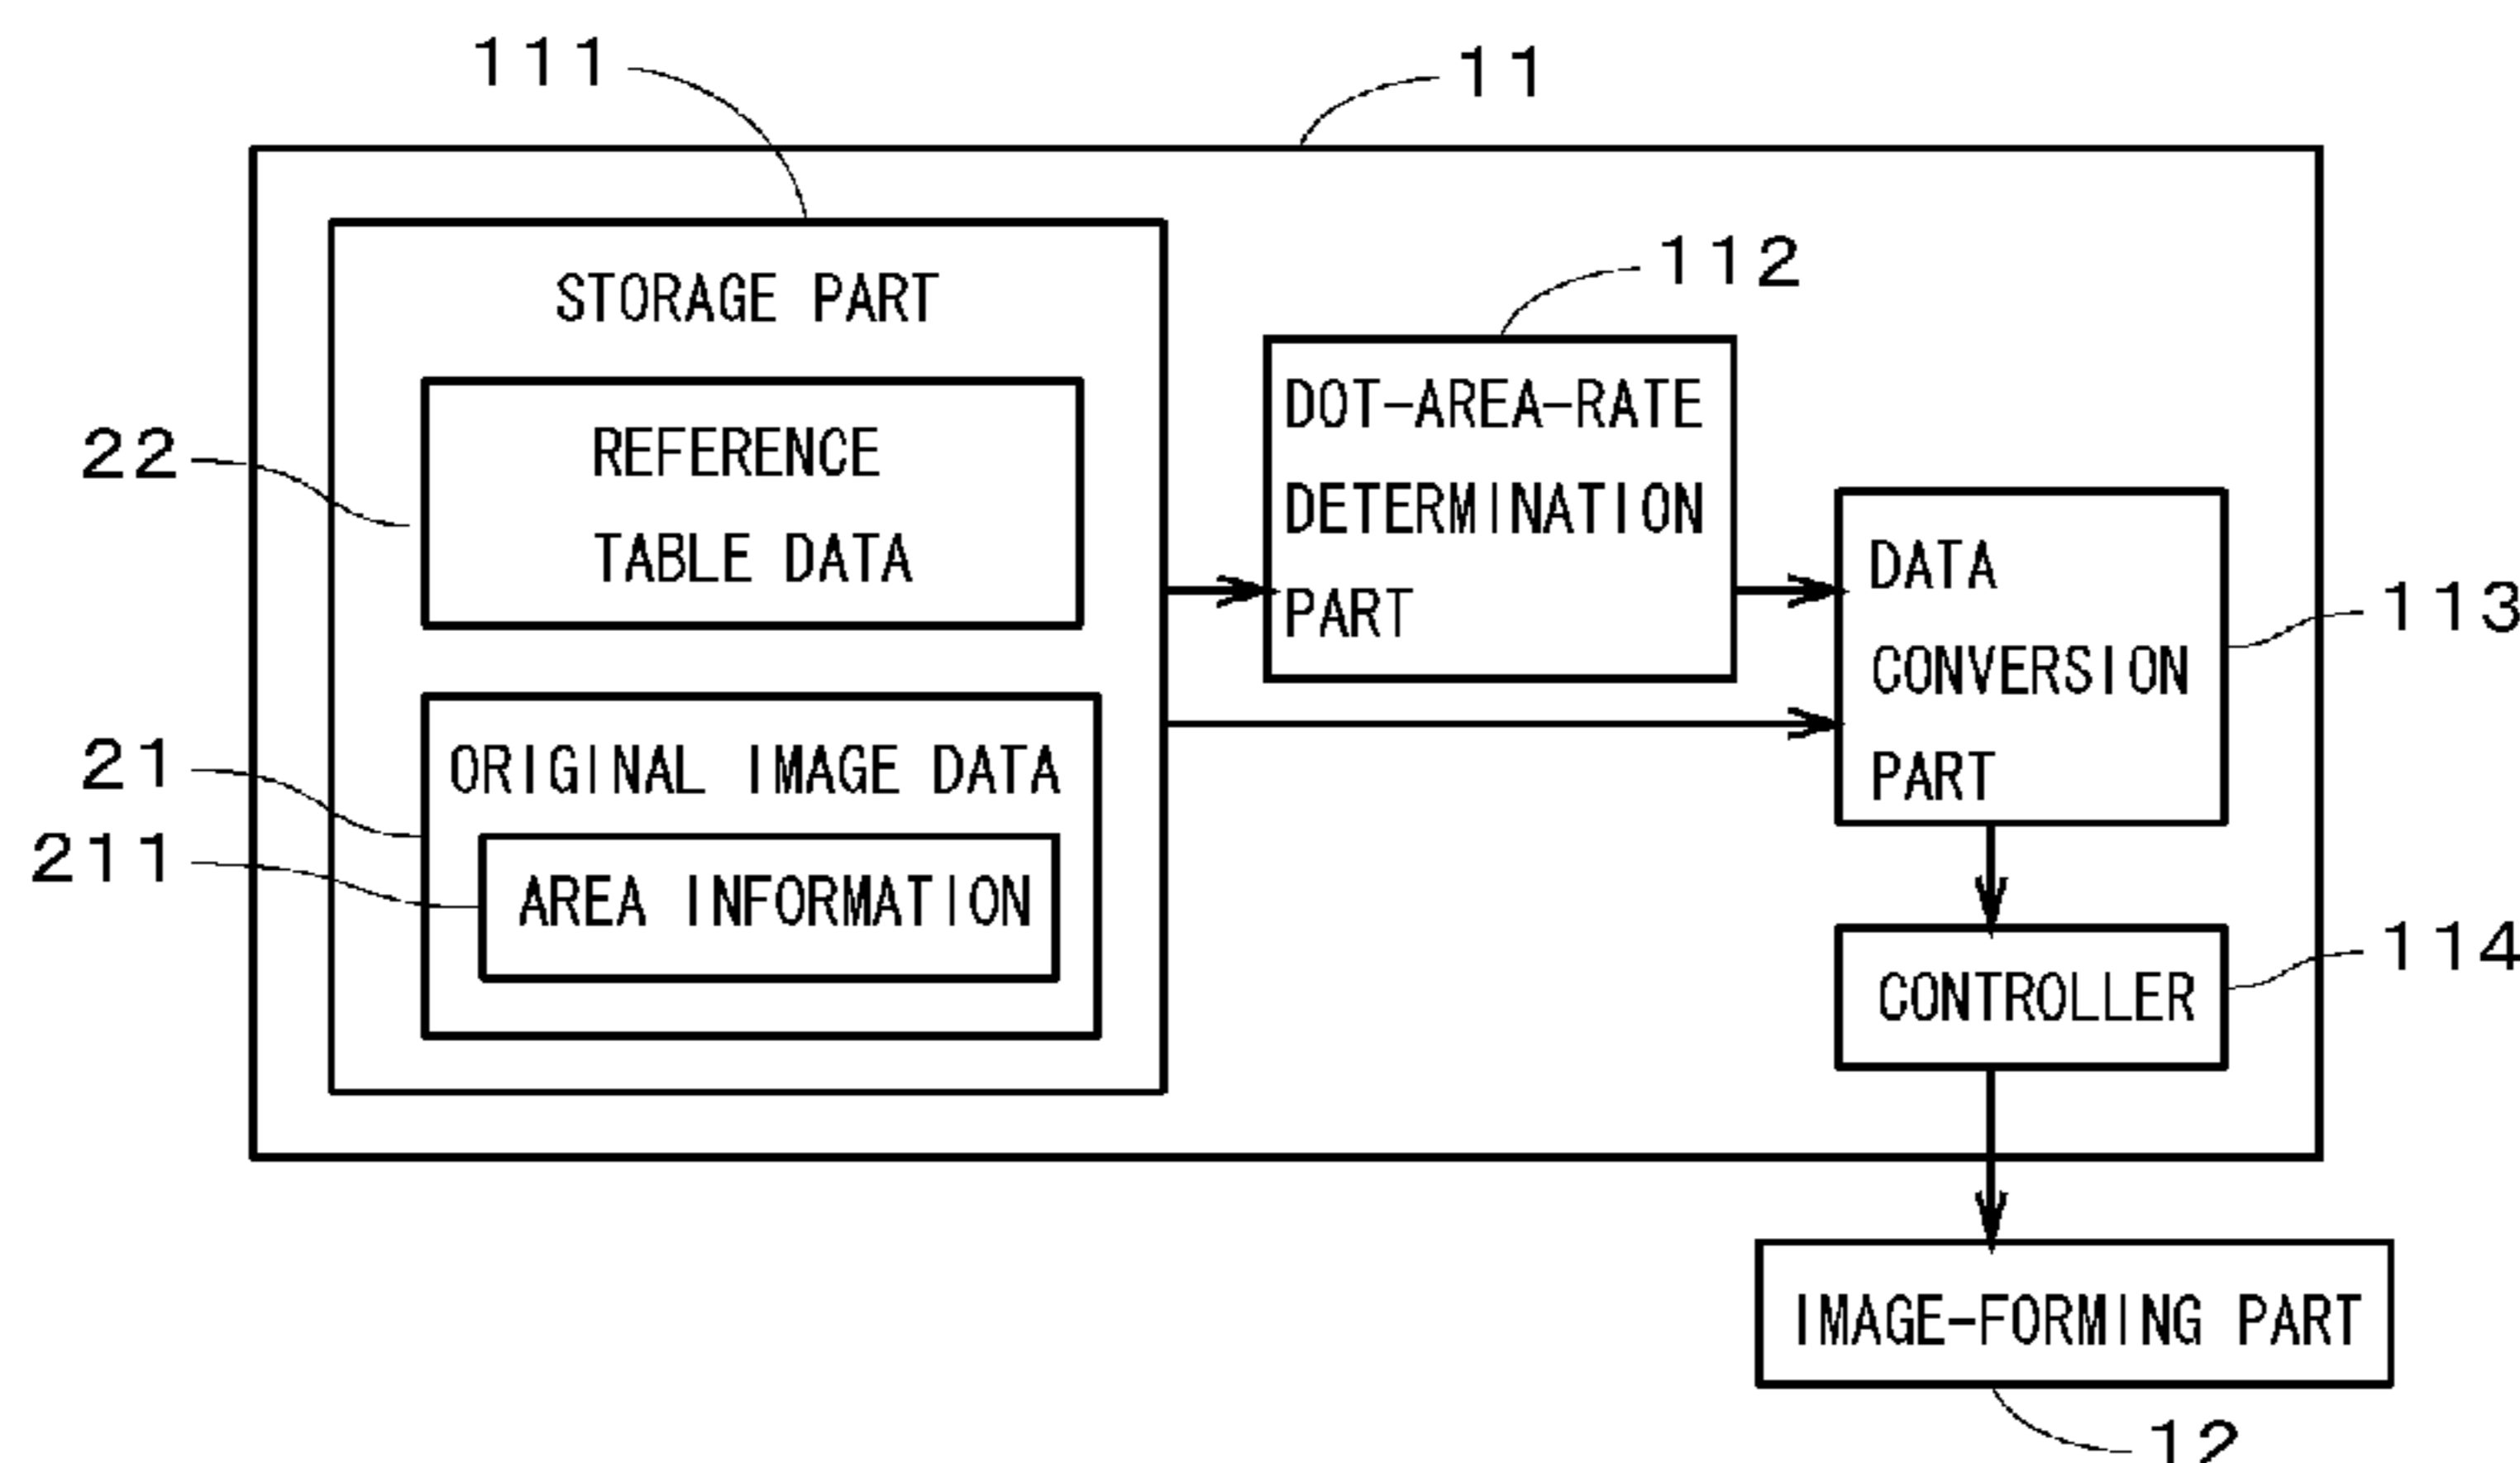 111
11
STORAGE PART
112
DOT-AREA-RATE
DETERMINATION
PART
22
REFERENCE
TABLE DATA
DATA
CONVERSION
PART
113
21
ORIGINAL IMAGE DATA
211
AREA INFORMATION
114
CONTROLLER
IMAGE-FORMING PART
12